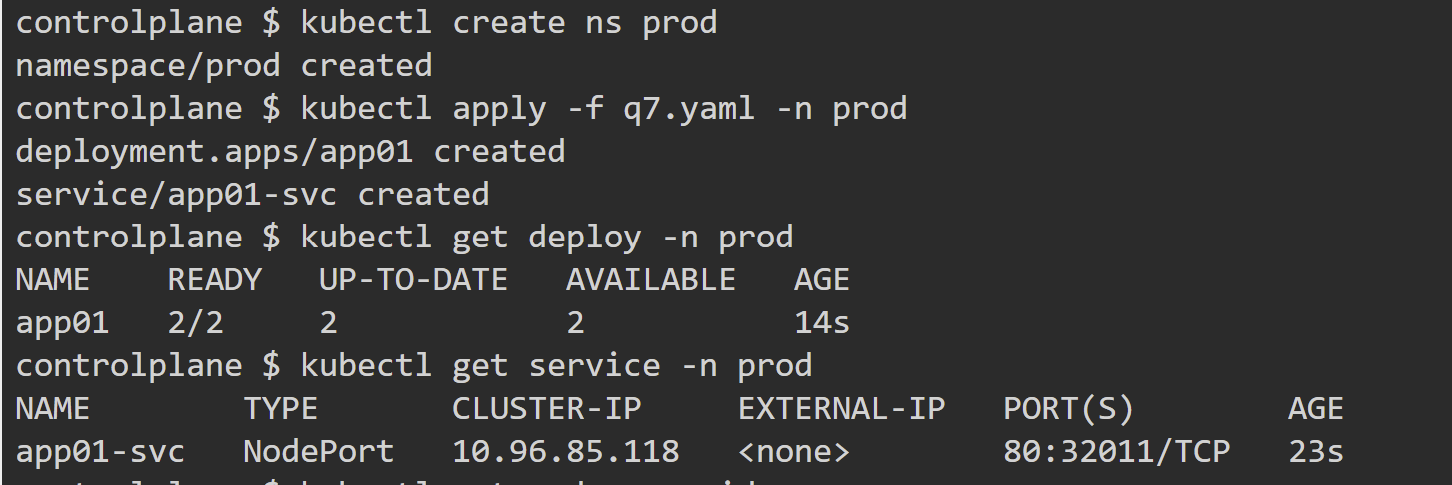 controlplane $ kubectl create ns prod
namespace/prod created
controlplane $ kubectl apply -f q7.yaml -n prod
deployment.apps/app01 created
service/app01-svc created
controlplane $ kubectl get deploy -n prod
NAME    READY   UP-TO-DATE   AVAILABLE   AGE
app01   2/2     2            2           14s
controlplane $ kubectl get service -n prod
NAME        TYPE       CLUSTER-IP     EXTERNAL-IP   PORT(S)        AGE
app01-svc   NodePort   10.96.85.118   <none>        80:32011/TCP   23s